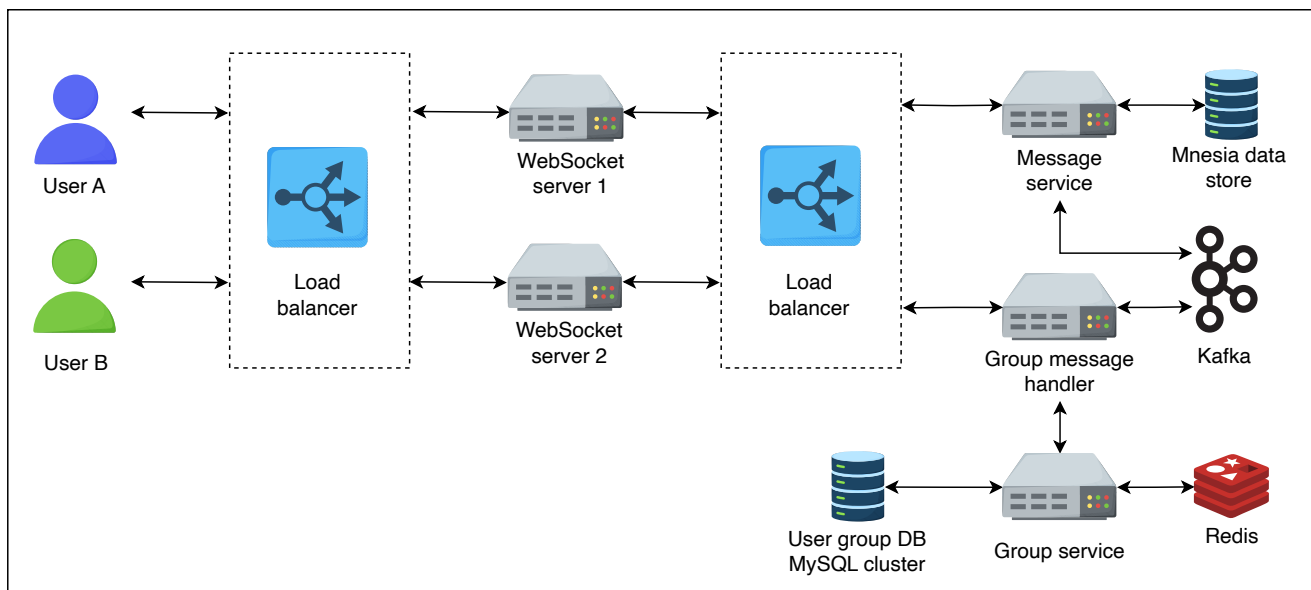 User A
User B
Load
balancer
WebSocket
server 1
WebSocket
server 2
Load
balancer
Message
service
Mnesia data
store
Group message
handler
Kafka
User group DB
MySQL cluster
Group service
Redis